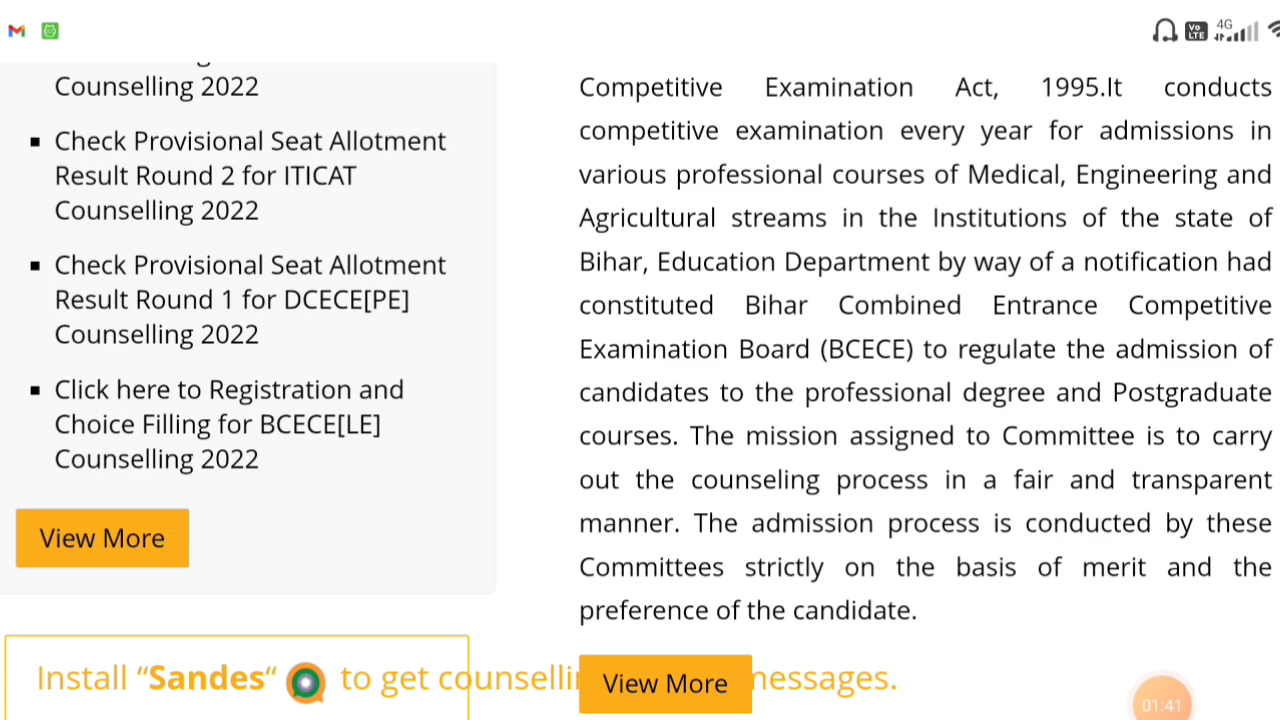 4G
Vo
LTE
Counselling 2022
Check Provisional Seat Allotment
Result Round 2 for ITICAT
Counselling 2022
Check Provisional Seat Allotment
Result Round 1 for DCECE[PE]
Counselling 2022
Click here to Registration and
Choice Filling for BCECE[LE]
Counselling 2022
View More
Competitive Examination Act, 1995.It conducts
competitive examination every year for admissions in
various professional courses of Medical, Engineering and
Agricultural streams in the Institutions of the state of
Bihar, Education Department by way of a notification had
constituted Bihar Combined Entrance Competitive
Examination Board (BCECE) to regulate the admission of
candidates to the professional degree and Postgraduate
courses. The mission assigned to Committee is to carry
out the counseling process in a fair and transparent
manner. The admission process is conducted by these
Committees strictly on the basis of merit and the
preference of the candidate.
View More
Install “Sandes“ to get counselli nessages.
01:41